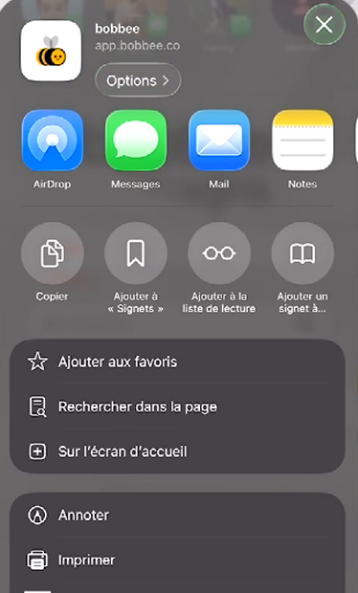 bobbee
app.bobbee.co
Options >
AirDrop
Messages
Mail
Notes
Copier
Ajouter à
« Signets »
Ajouter à la
liste de lecture
Ajouter un
signet à...
Ajouter aux favoris
Rechercher dans la page
Sur l'écran d'accueil
Annoter
Imprimer